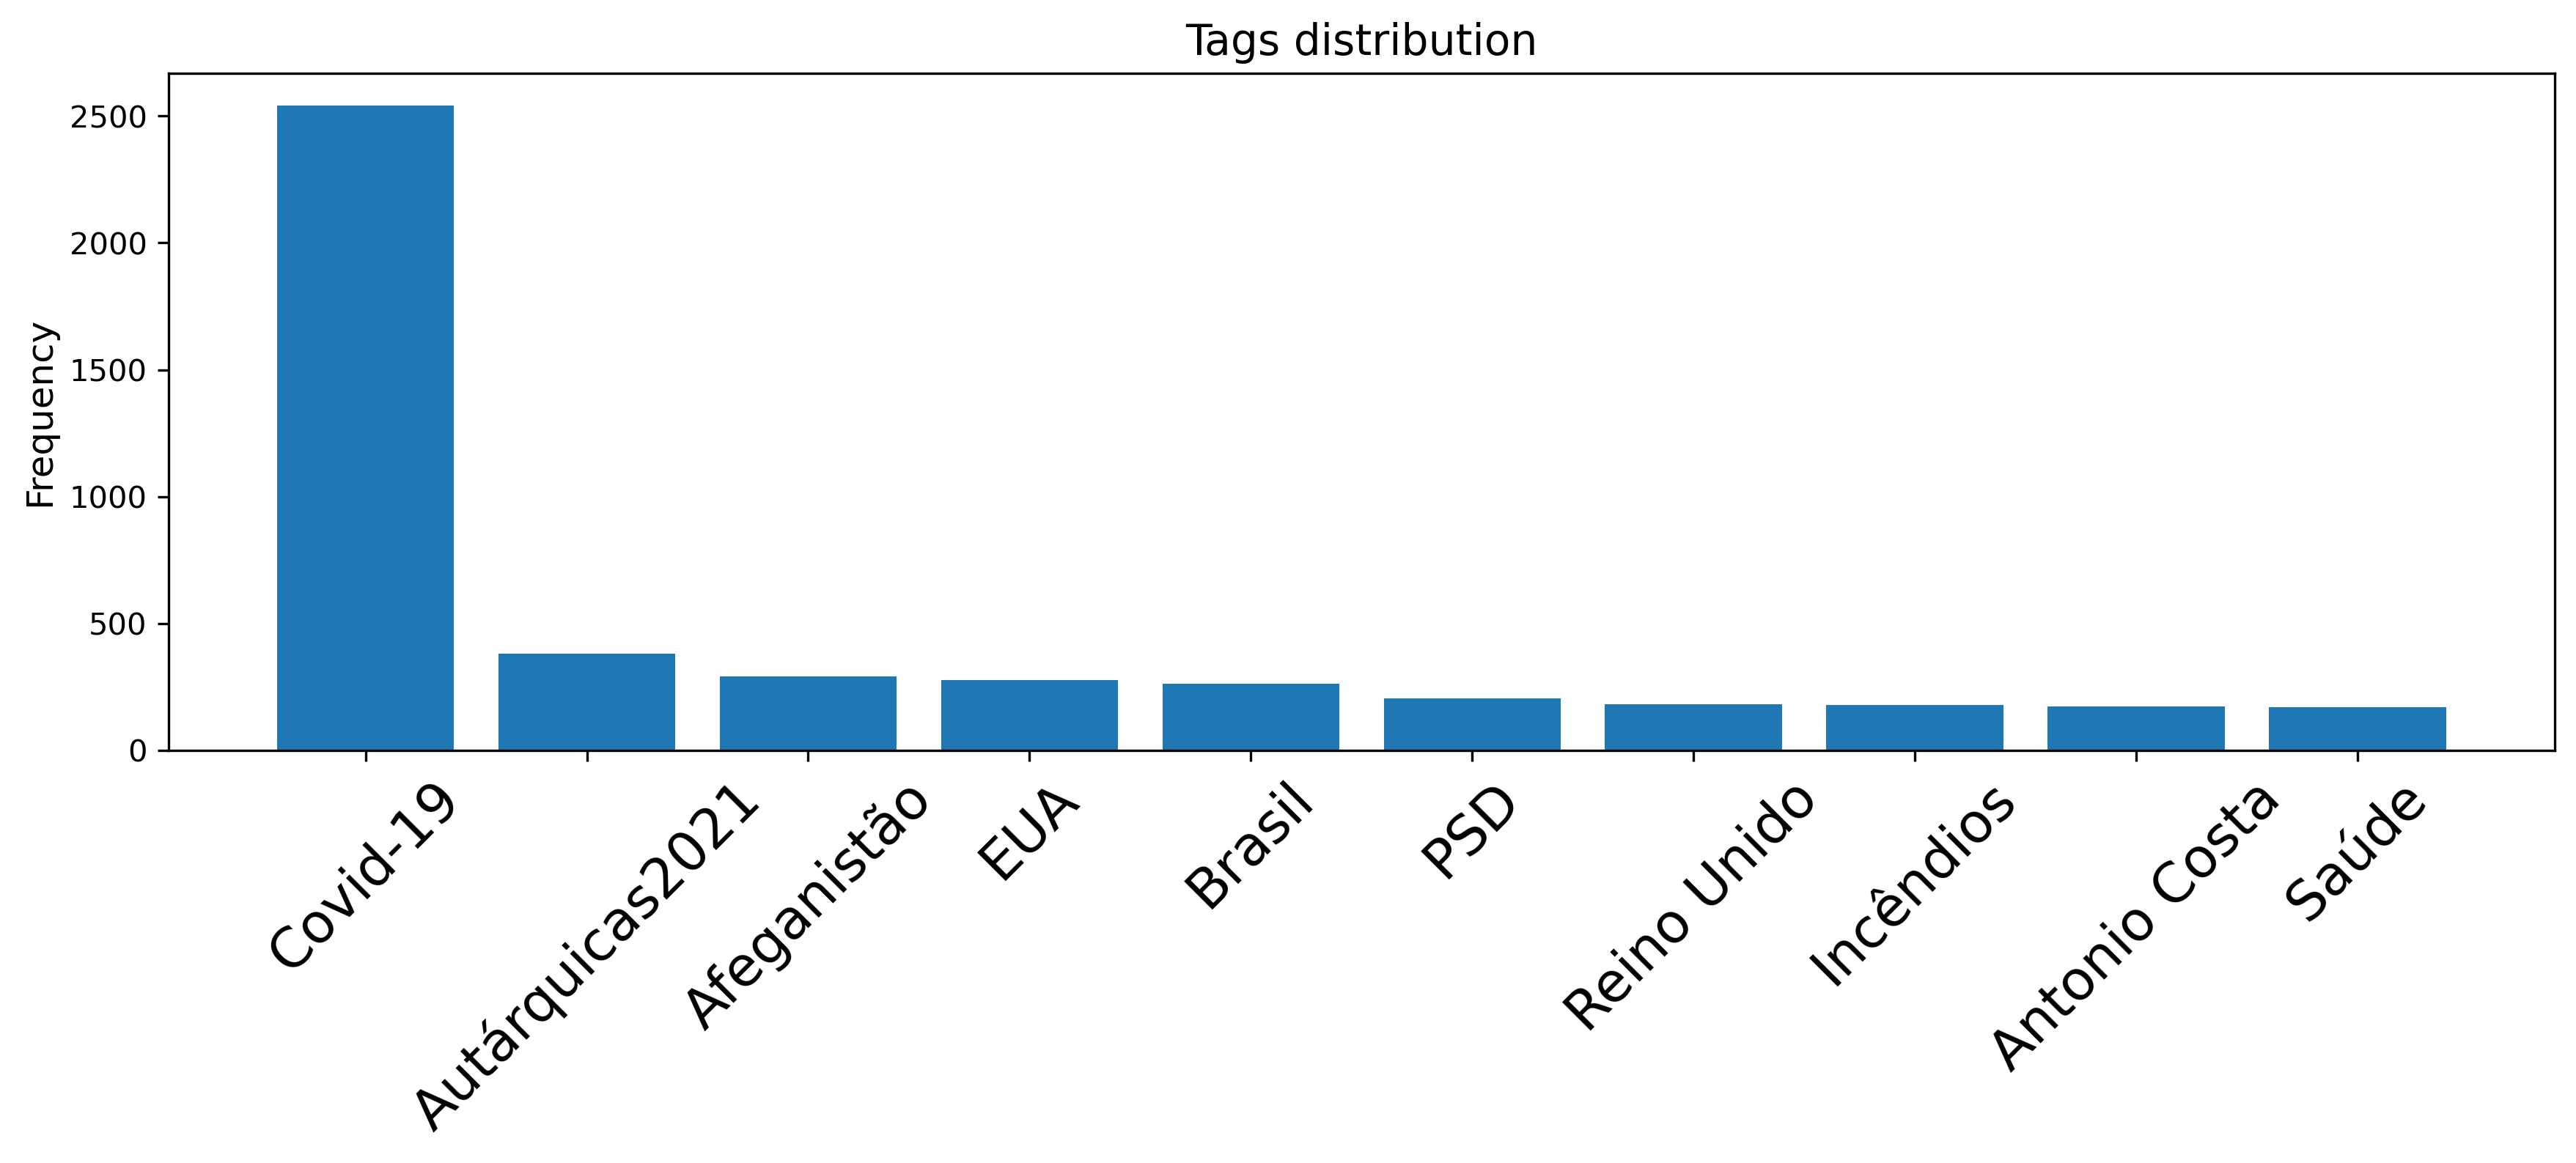 Tags distribution
Frequency
2500
2000
1500
1000
500
0
Covid-19
Autárquicas2021
Afeganistão
EUA
Brasil
PSD
Reino Unido
Incêndios
Antonio Costa
Saúde